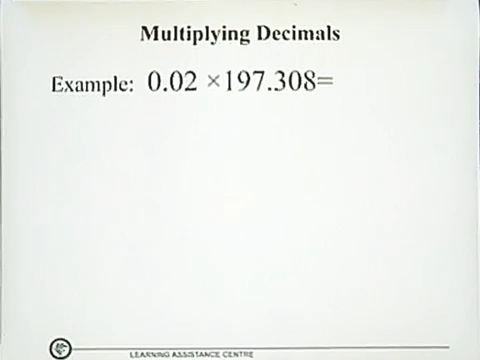 Multiplying Decimals
Example: 0.02 ×197.308=
LEARNING ASSISTANCE CENTRE